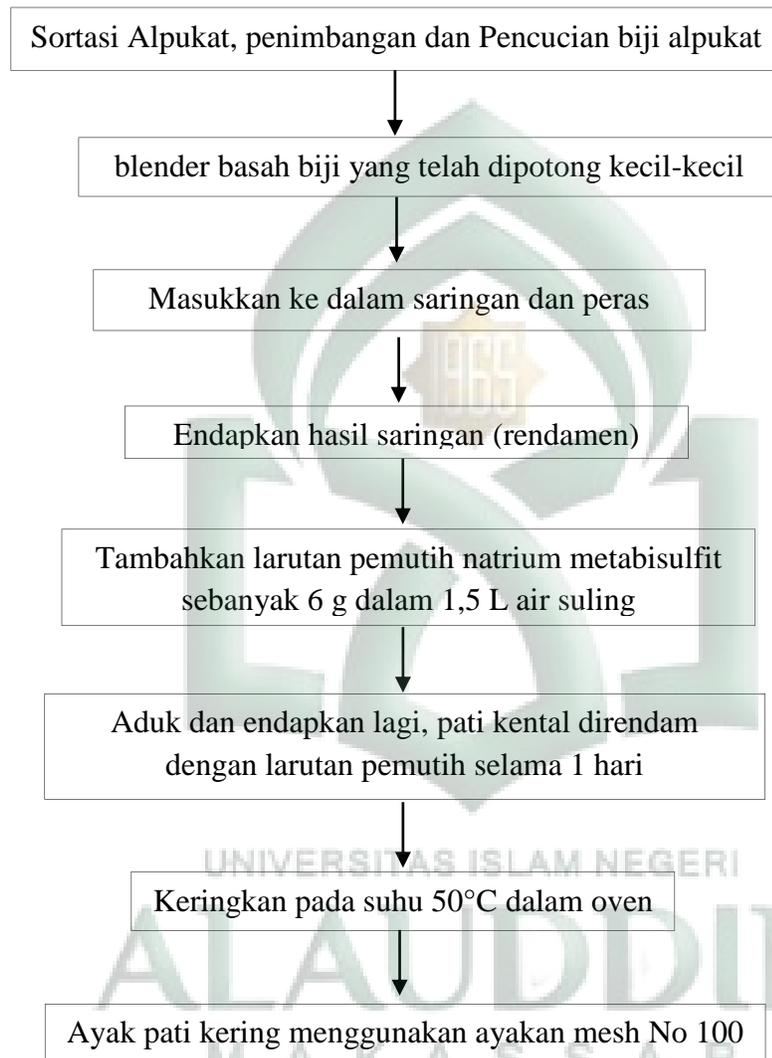 Sortasi Alpukat, penimbangan dan Pencucian biji alpukat
blender basah biji yang telah dipotong kecil-kecil
Masukkan ke dalam saringan dan peras
1965
Endapkan hasil saringan (rendamen)
Tambahkan larutan pemutih natrium metabisulfit
sebanyak 6 g dalam 1,5 L air suling
Aduk dan endapkan lagi, pati kental direndam
dengan larutan pemutih selama 1 hari
UNIVERSITAS ISLAM NEGERI
Keringkan pada suhu 50°C dalam oven
ALAUDDIN
Ayak pati kering menggunakan ayakan mesh No 100